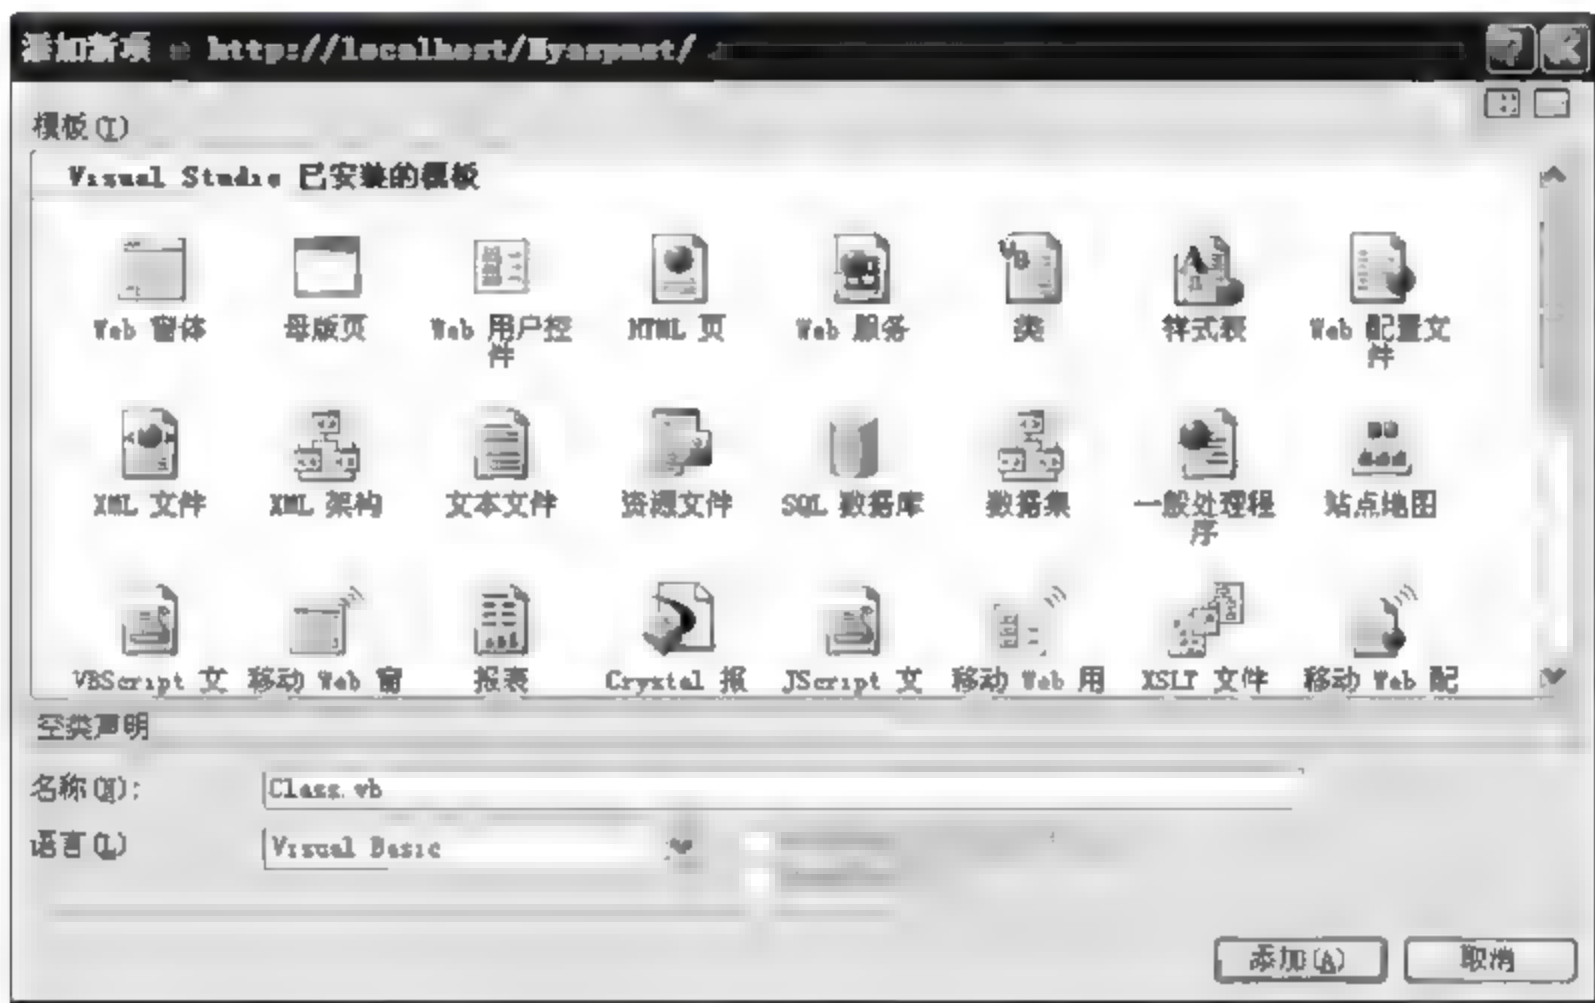 添加新项 - http://localhost/Myaspnet/
模板(T)
Visual Studio 已安装的模板
Web 窗体 母版页 Web 用户控件 HTML 页 Web 服务 类 样式表 Web 配置文件
XML 文件 XML 架构 文本文件 资源文件 SQL 数据库 数据集 一般处理程序 站点地图
VBScript 文 移动 Web 窗 报表 Crystal 报 JScript 文 移动 Web 用 XSLT 文件 移动 Web 配
空类声明
名称(N):
Class.vb
语言(L)
Visual Basic
添加(A) 取消